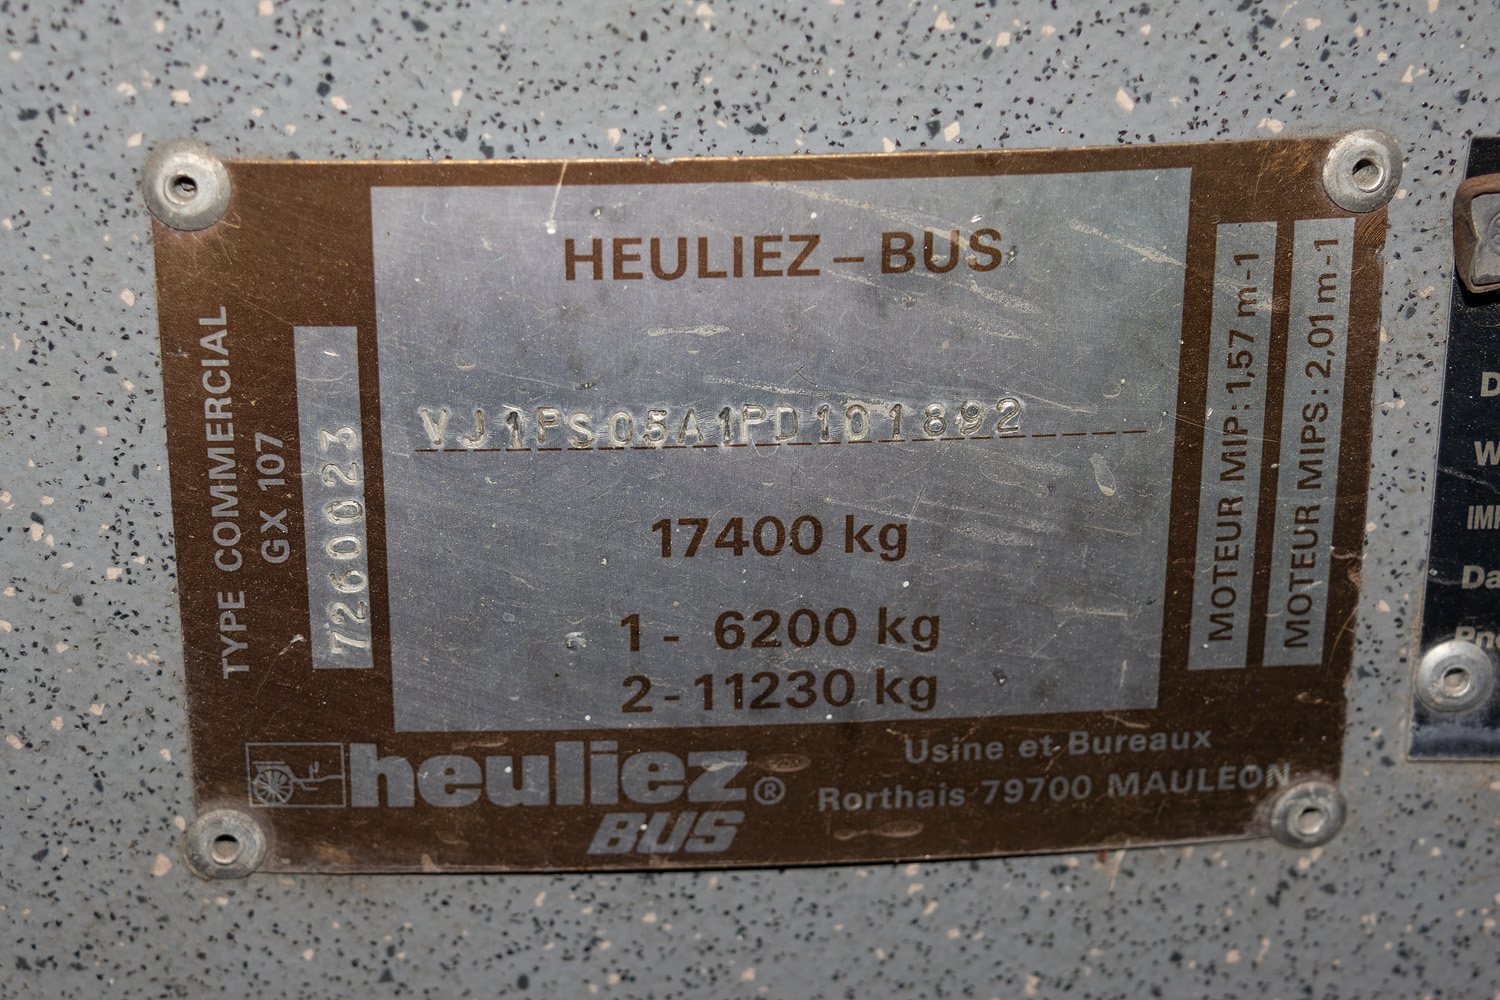 HEULIEZ – BUS
VJ1PS05A1PD101892
17400 kg
1 - 6200 kg
2 - 11230 kg
TYPE COMMERCIAL
GX 107
7260023
MOTEUR MIP : 1,57 m-1
MOTEUR MIPS : 2,01 m-1
heuliez®
BUS
Usine et Bureaux
Rorthais 79700 MAULEON